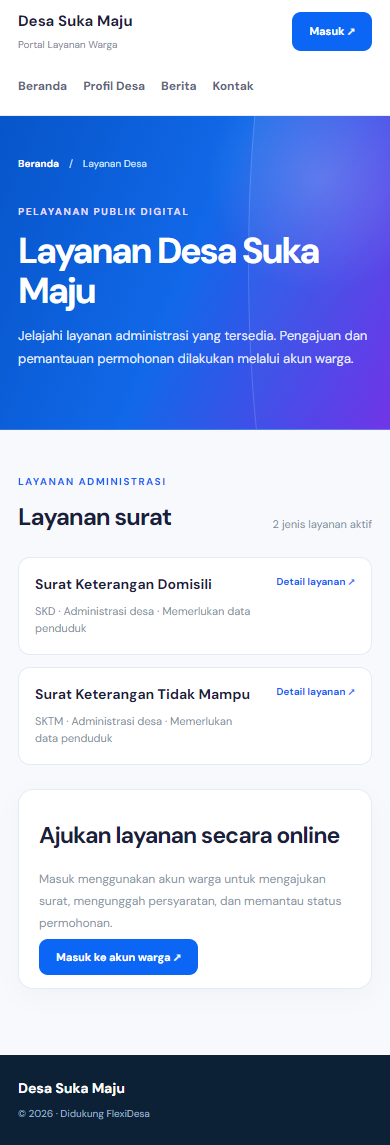 Desa Suka Maju
Portal Layanan Warga
Masuk ↗
Beranda Profil Desa Berita Kontak
Beranda / Layanan Desa
PELAYANAN PUBLIK DIGITAL
Layanan Desa Suka
Maju
Jelajahi layanan administrasi yang tersedia. Pengajuan dan
pemantauan permohonan dilakukan melalui akun warga.
LAYANAN ADMINISTRASI
Layanan surat
2 jenis layanan aktif
Surat Keterangan Domisili
Detail layanan ↗
SKD · Administrasi desa · Memerlukan data
penduduk
Surat Keterangan Tidak Mampu
Detail layanan ↗
SKTM · Administrasi desa · Memerlukan
data penduduk
Ajukan layanan secara online
Masuk menggunakan akun warga untuk mengajukan
surat, mengunggah persyaratan, dan memantau status
permohonan.
Masuk ke akun warga ↗
Desa Suka Maju
© 2026 · Didukung FlexiDesa